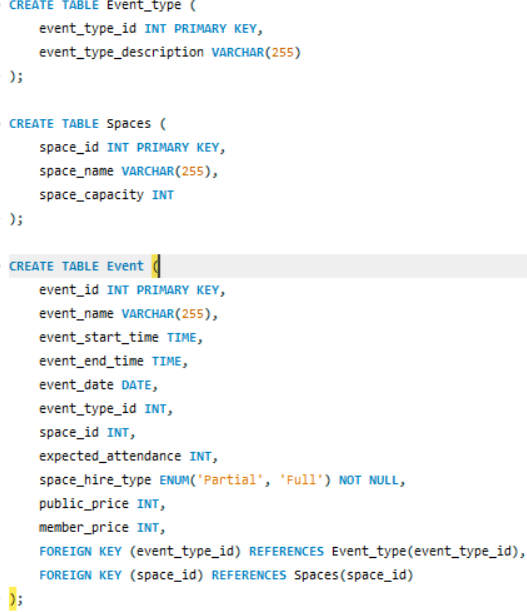 CREATE TABLE Event_type (
event_type_id INT PRIMARY KEY,
event_type_description VARCHAR(255)
);
CREATE TABLE Spaces (
space_id INT PRIMARY KEY,
space_name VARCHAR(255),
space_capacity INT
);
CREATE TABLE Event (
event_id INT PRIMARY KEY,
event_name VARCHAR(255),
event_start_time TIME,
event_end_time TIME,
event_date DATE,
event_type_id INT,
space_id INT,
expected_attendance INT,
space_hire_type ENUM('Partial', 'Full') NOT NULL,
public_price INT,
member_price INT,
FOREIGN KEY (event_type_id) REFERENCES Event_type(event_type_id),
FOREIGN KEY (space_id) REFERENCES Spaces(space_id)
);